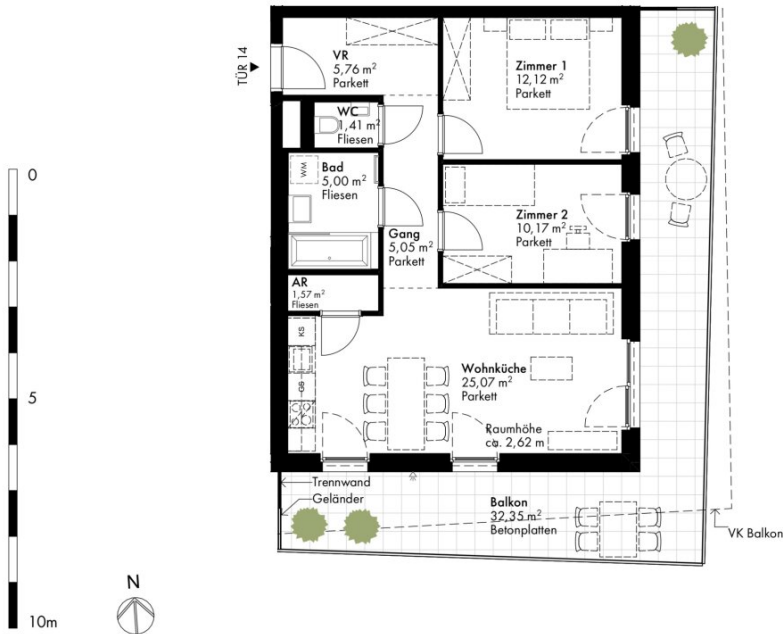 TÜR 14
VR
5,76 m²
Parkett
Zimmer 1
12,12 m²
Parkett
WC
1,41 m²
Fliesen
WM
Bad
5,00 m²
Fliesen
Gang
5,05 m²
Parkett
Zimmer 2
10,17 m²
Parkett
AR
1,57 m²
Fliesen
KS
GS
Wohnküche
25,07 m²
Parkett
Raumhöhe
ca. 2,62 m
Trennwand
Geländer
Balkon
32,35 m²
Betonplatten
VK Balkon
0
5
10m
N